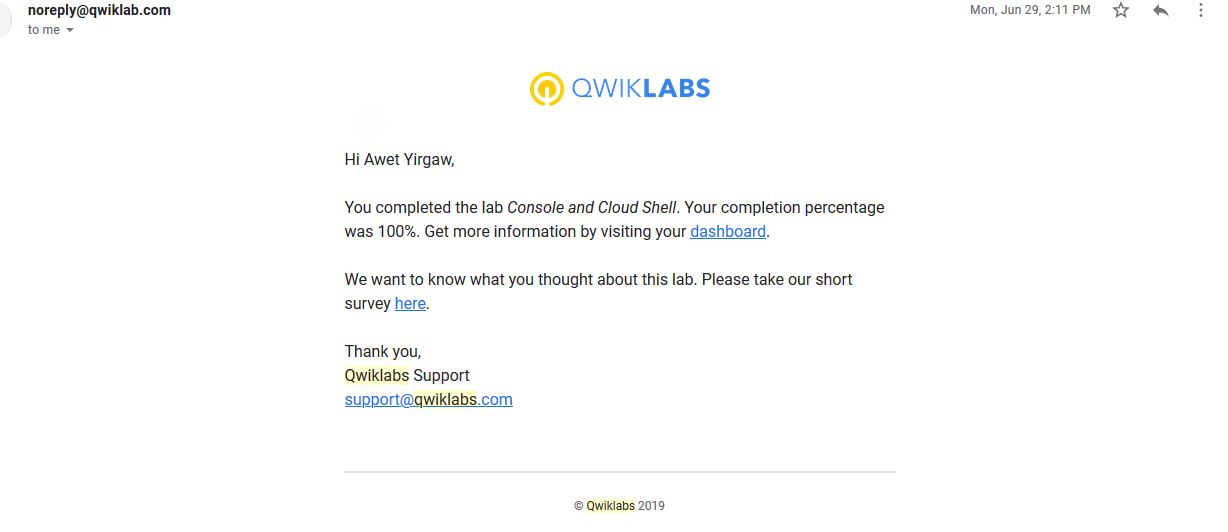 noreply@qwiklab.com
Mon, Jun 29, 2:11 PM
to me
QWIKLABS
Hi Awet Yirgaw,
You completed the lab Console and Cloud Shell. Your completion percentage
was 100%. Get more information by visiting your dashboard.
We want to know what you thought about this lab. Please take our short
survey here.
Thank you,
Qwiklabs Support
support@qwiklabs.com
© Qwiklabs 2019